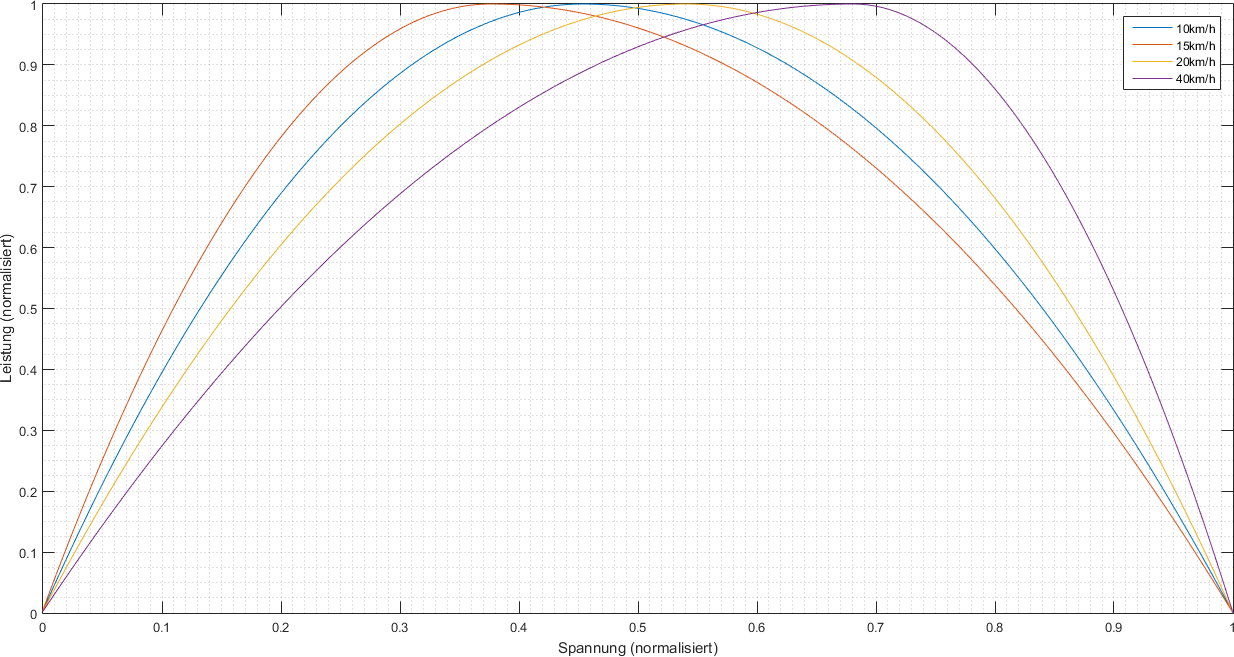 1
0.9
0.8
0.7
0.6
0.5
0.4
0.3
0.2
0.1
0
Leistung (normalisiert)
10km/h
15km/h
20km/h
40km/h
0 0.1 0.2 0.3 0.4 0.5 0.6 0.7 0.8 0.9 1
Spannung (normalisiert)